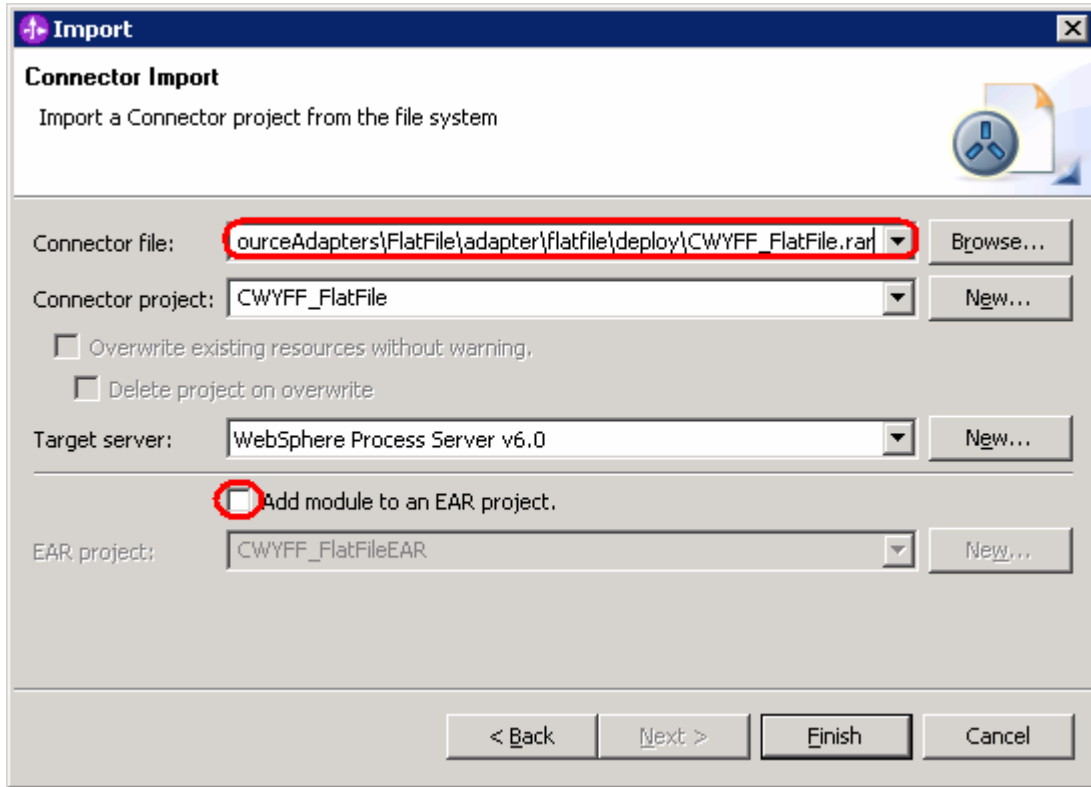 Import
Connector Import
Import a Connector project from the file system
Connector file: ourceAdapters\FlatFile\adapter\flatfile\deploy\CWYFF_FlatFile.rar Browse...
Connector project: CWYFF_FlatFile New...
Overwrite existing resources without warning.
Delete project on overwrite
Target server: WebSphere Process Server v6.0 New...
Add module to an EAR project.
EAR project: CWYFF_FlatFileEAR New...
< Back Next > Finish Cancel